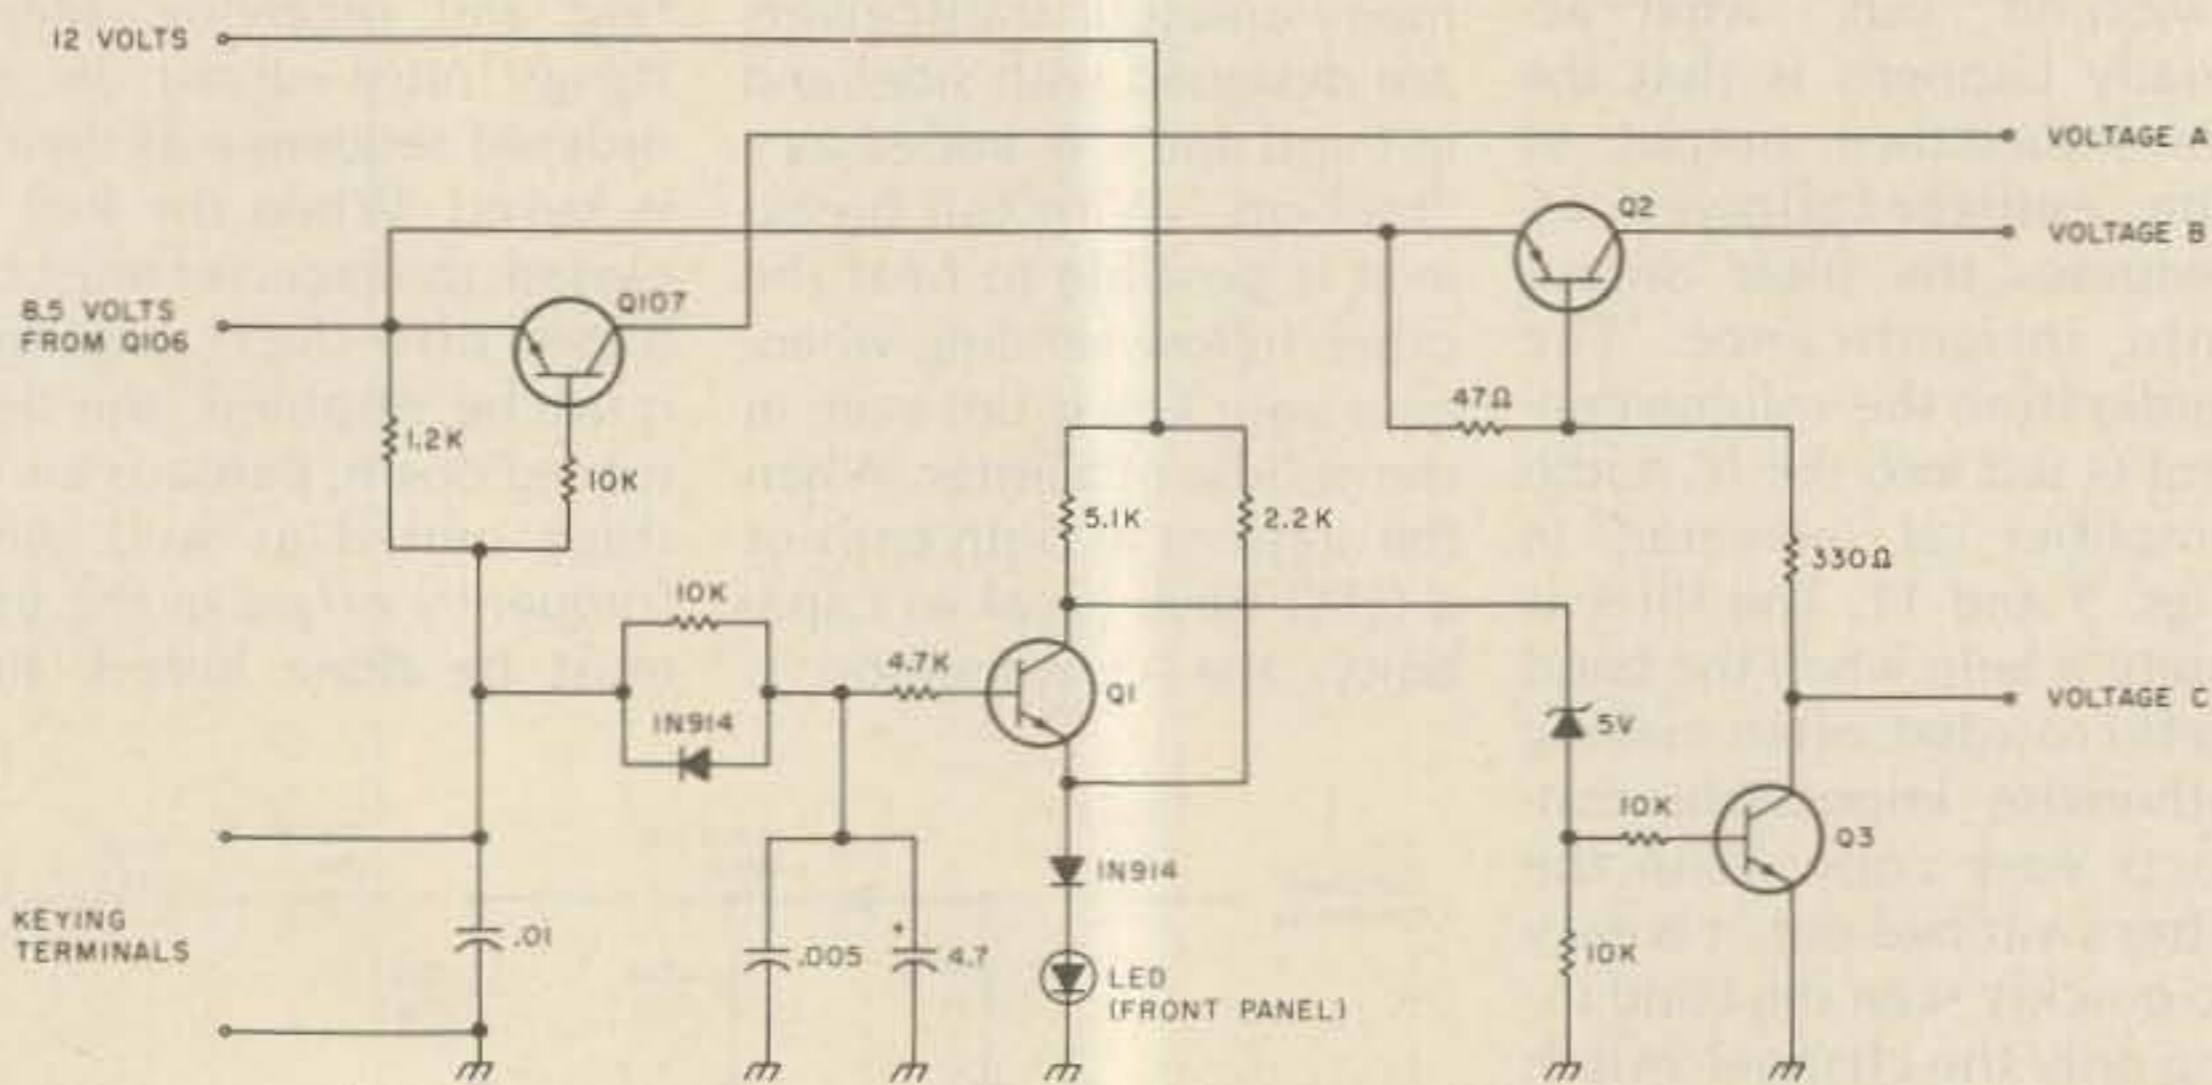 12 VOLTS
VOLTAGE A
Q2
VOLTAGE B
8.5 VOLTS
FROM Q106
Q107
47Ω
1.2K
10K
5.1K
2.2K
330Ω
10K
1N914
4.7K
Q1
5V
VOLTAGE C
10K
Q3
1N914
KEYING
TERMINALS
.01
.005
+
4.7
LED
(FRONT PANEL)
10K